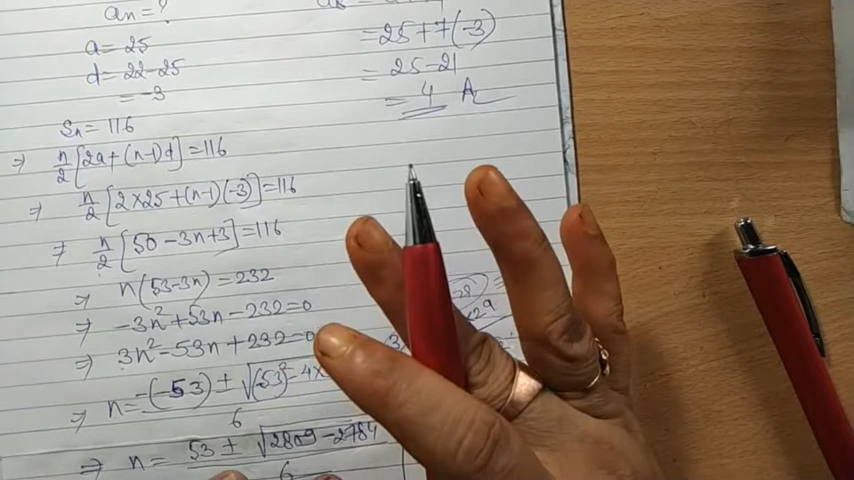 an = ?
a = 25
d = 22-25
= -3
Sn = 116
⇒ n/2 [2a+(n-1)d] = 116
⇒ n/2 [2×25+(n-1)(-3)] = 116
⇒ n/2 [50-3n+3] = 116
⇒ n(53-3n) = 232
⇒ -3n²+53n-232=0
⇒ 3n²-53n+232=0
⇒ n = -(-53) ± √(-53)²-4×
6
⇒ n = 53 ± √2809-2784
6
= 25+7(-3)
= 25-21
= 4 A